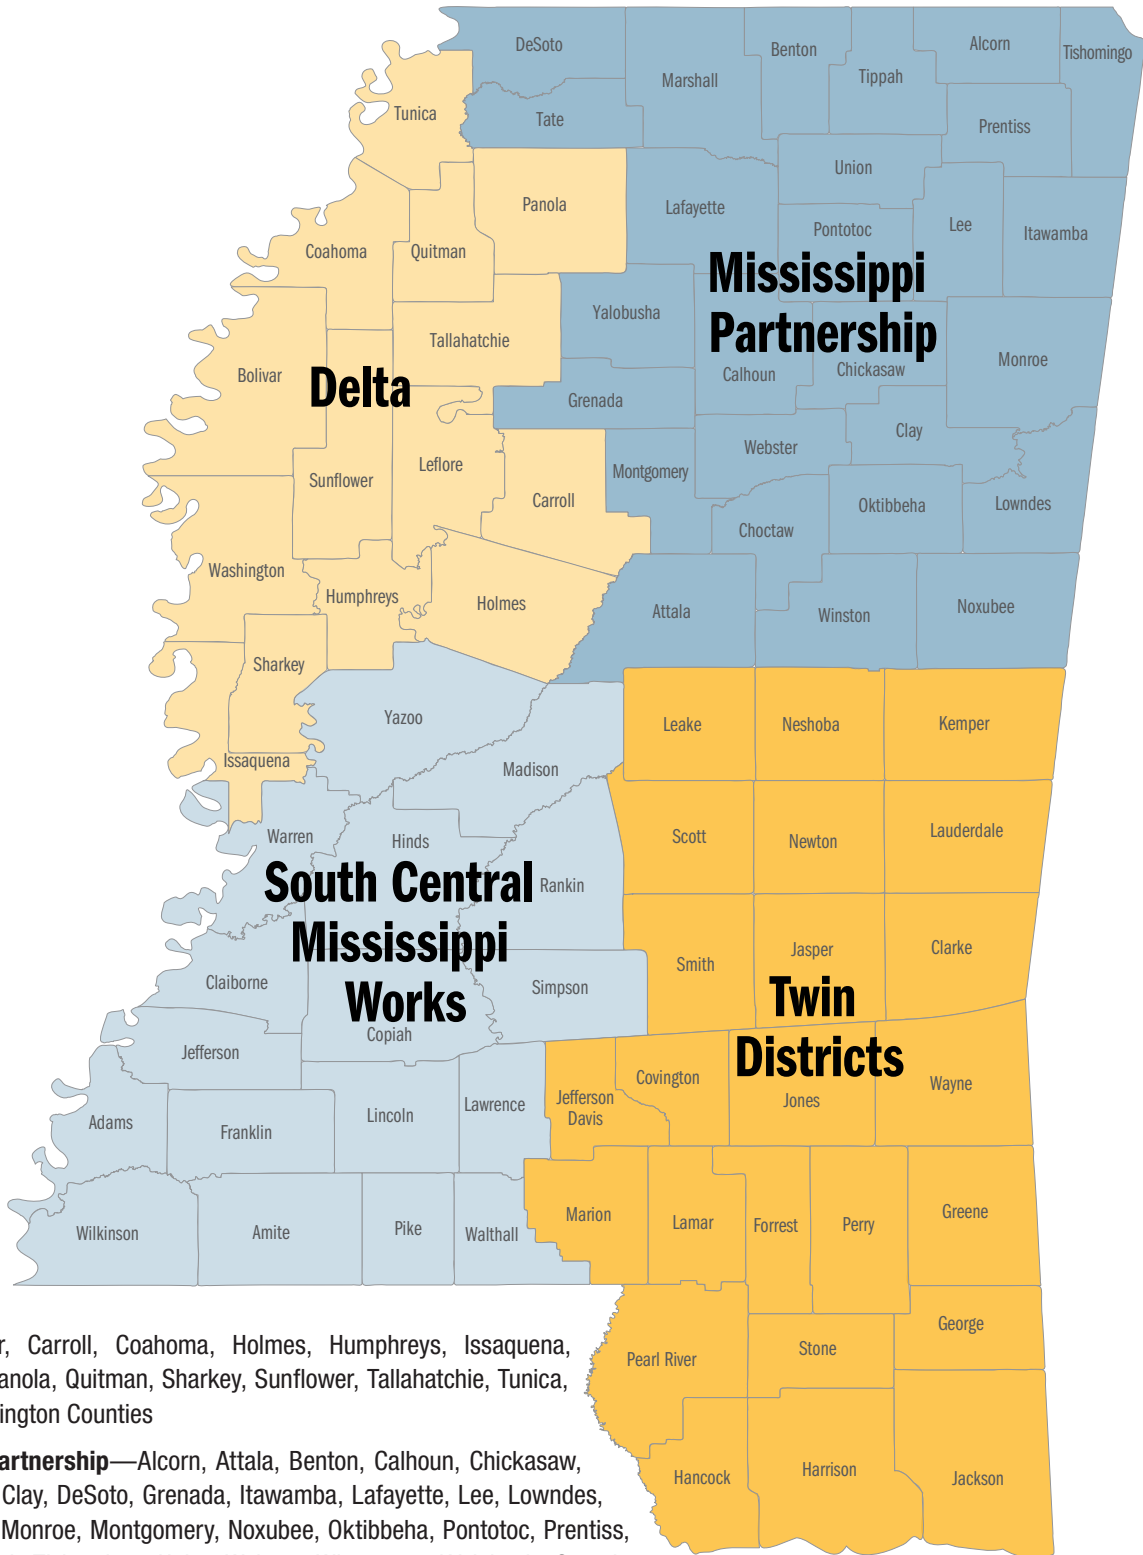 DeSoto
Marshall
Benton
Tippah
Alcorn
Tishomingo
Tunica
Tate
Prentiss
Union
Panola
Lafayette
Pontotoc
Lee
Itawamba
Coahoma
Quitman
Mississippi
Partnership
Yalobusha
Tallahatchie
Bolivar
Delta
Calhoun
Chickasaw
Monroe
Grenada
Clay
Webster
Leflore
Montgomery
Sunflower
Carroll
Oktibbeha
Lowndes
Choctaw
Washington
Humphreys
Holmes
Attala
Winston
Noxubee
Sharkey
Yazoo
Leake
Neshoba
Kemper
Issaquena
Madison
Warren
Hinds
Scott
Newton
Lauderdale
South Central
Mississippi
Works
Rankin
Smith
Jasper
Clarke
Claiborne
Simpson
Twin
Districts
Copiah
Jefferson
Covington
Jefferson
Davis
Jones
Wayne
Adams
Franklin
Lincoln
Lawrence
Wilkinson
Amite
Pike
Walthall
Marion
Lamar
Forrest
Perry
Greene
George
Stone
Pearl River
Hancock
Harrison
Jackson
r, Carroll, Coahoma, Holmes, Humphreys, Issaquena,
anola, Quitman, Sharkey, Sunflower, Tallahatchie, Tunica,
ington Counties
artnership—Alcorn, Attala, Benton, Calhoun, Chickasaw,
Clay, DeSoto, Grenada, Itawamba, Lafayette, Lee, Lowndes,
Monroe, Montgomery, Noxubee, Oktibbeha, Pontotoc, Prentiss,